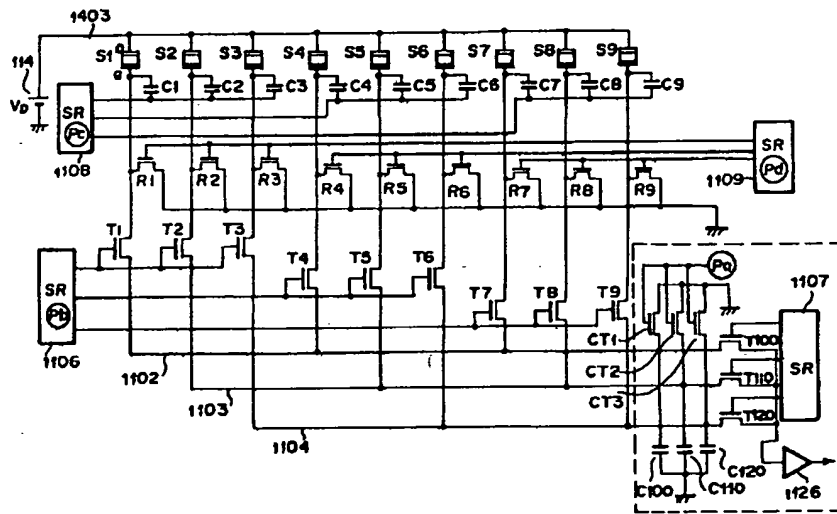 1403
114
VD
S1 D
G
S2
S3
S4
S5
S6
S7
S8
S9
C1
C2
C3
C4
C5
C6
C7
C8
C9
SR
Pc
1108
SR
Pd
1109
R1
R2
R3
R4
R5
R6
R7
R8
R9
T1
T2
T3
T4
T5
T6
T7
T8
T9
SR
Pb
1106
1102
1103
1104
Pa
1107
SR
CT1
CT2
CT3
T100
T110
T120
C100
C110
C120
1126